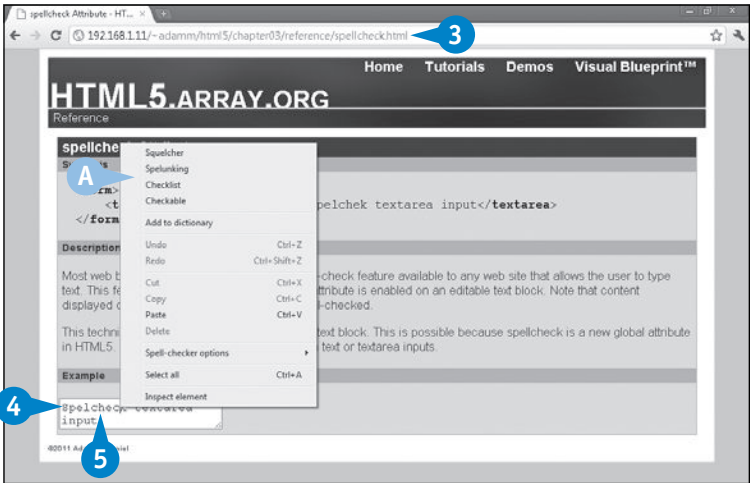 spellcheck Attribute - HT...
192.168.1.11/~adamm/html5/chapter03/reference/spellcheck.html
3
Home Tutorials Demos Visual Blueprint™
HTML5.ARRAY.ORG
Reference
spellche
A
Squelcher
Spelunking
Checklist
Checkable
Add to dictionary
Undo Ctrl+Z
Redo Ctrl+Shift+Z
Cut Ctrl+X
Copy Ctrl+C
Paste Ctrl+V
Delete
Spell-checker options
Select all Ctrl+A
Inspect element
<t pelchek textarea input</textarea>
</form
Description
Most web b -check feature available to any web site that allows the user to type
text. This fe ttribute is enabled on an editable text block. Note that content
displayed l-checked.
This techni text block. This is possible because spellcheck is a new global attribute
in HTML5. text or textarea inputs.
Example
4
Spelcheck textarea
input
5
©2011